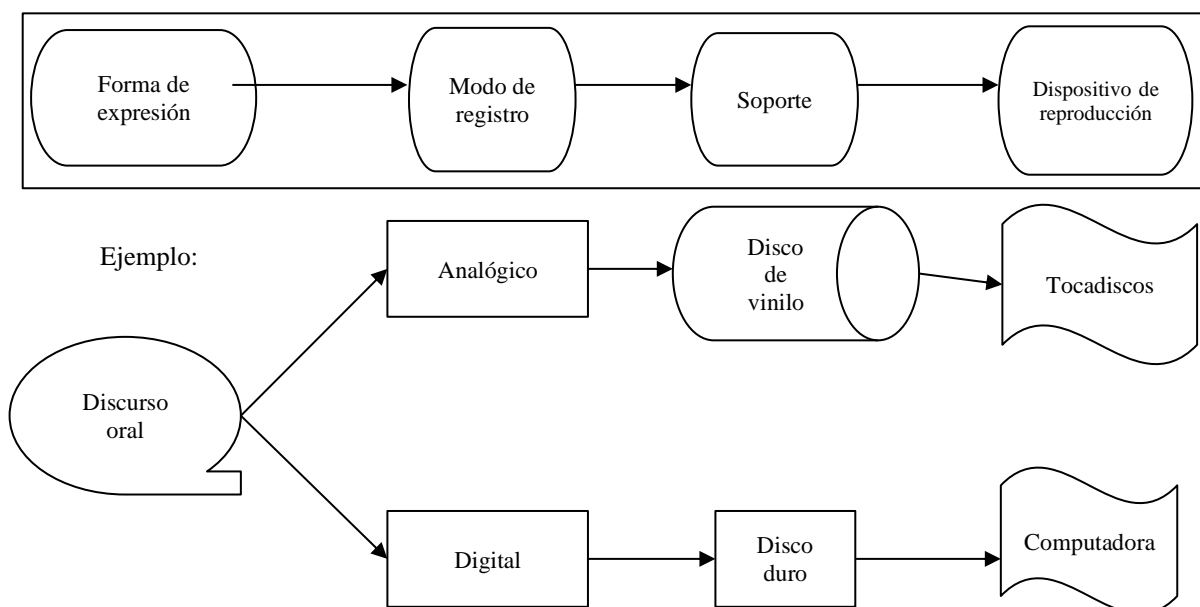 Forma de
expresión
Modo de
registro
Soporte
Dispositivo de
reproducción
Ejemplo:
Analógico
Disco
de
vinilo
Tocadiscos
Discurso
oral
Digital
Disco
duro
Computadora